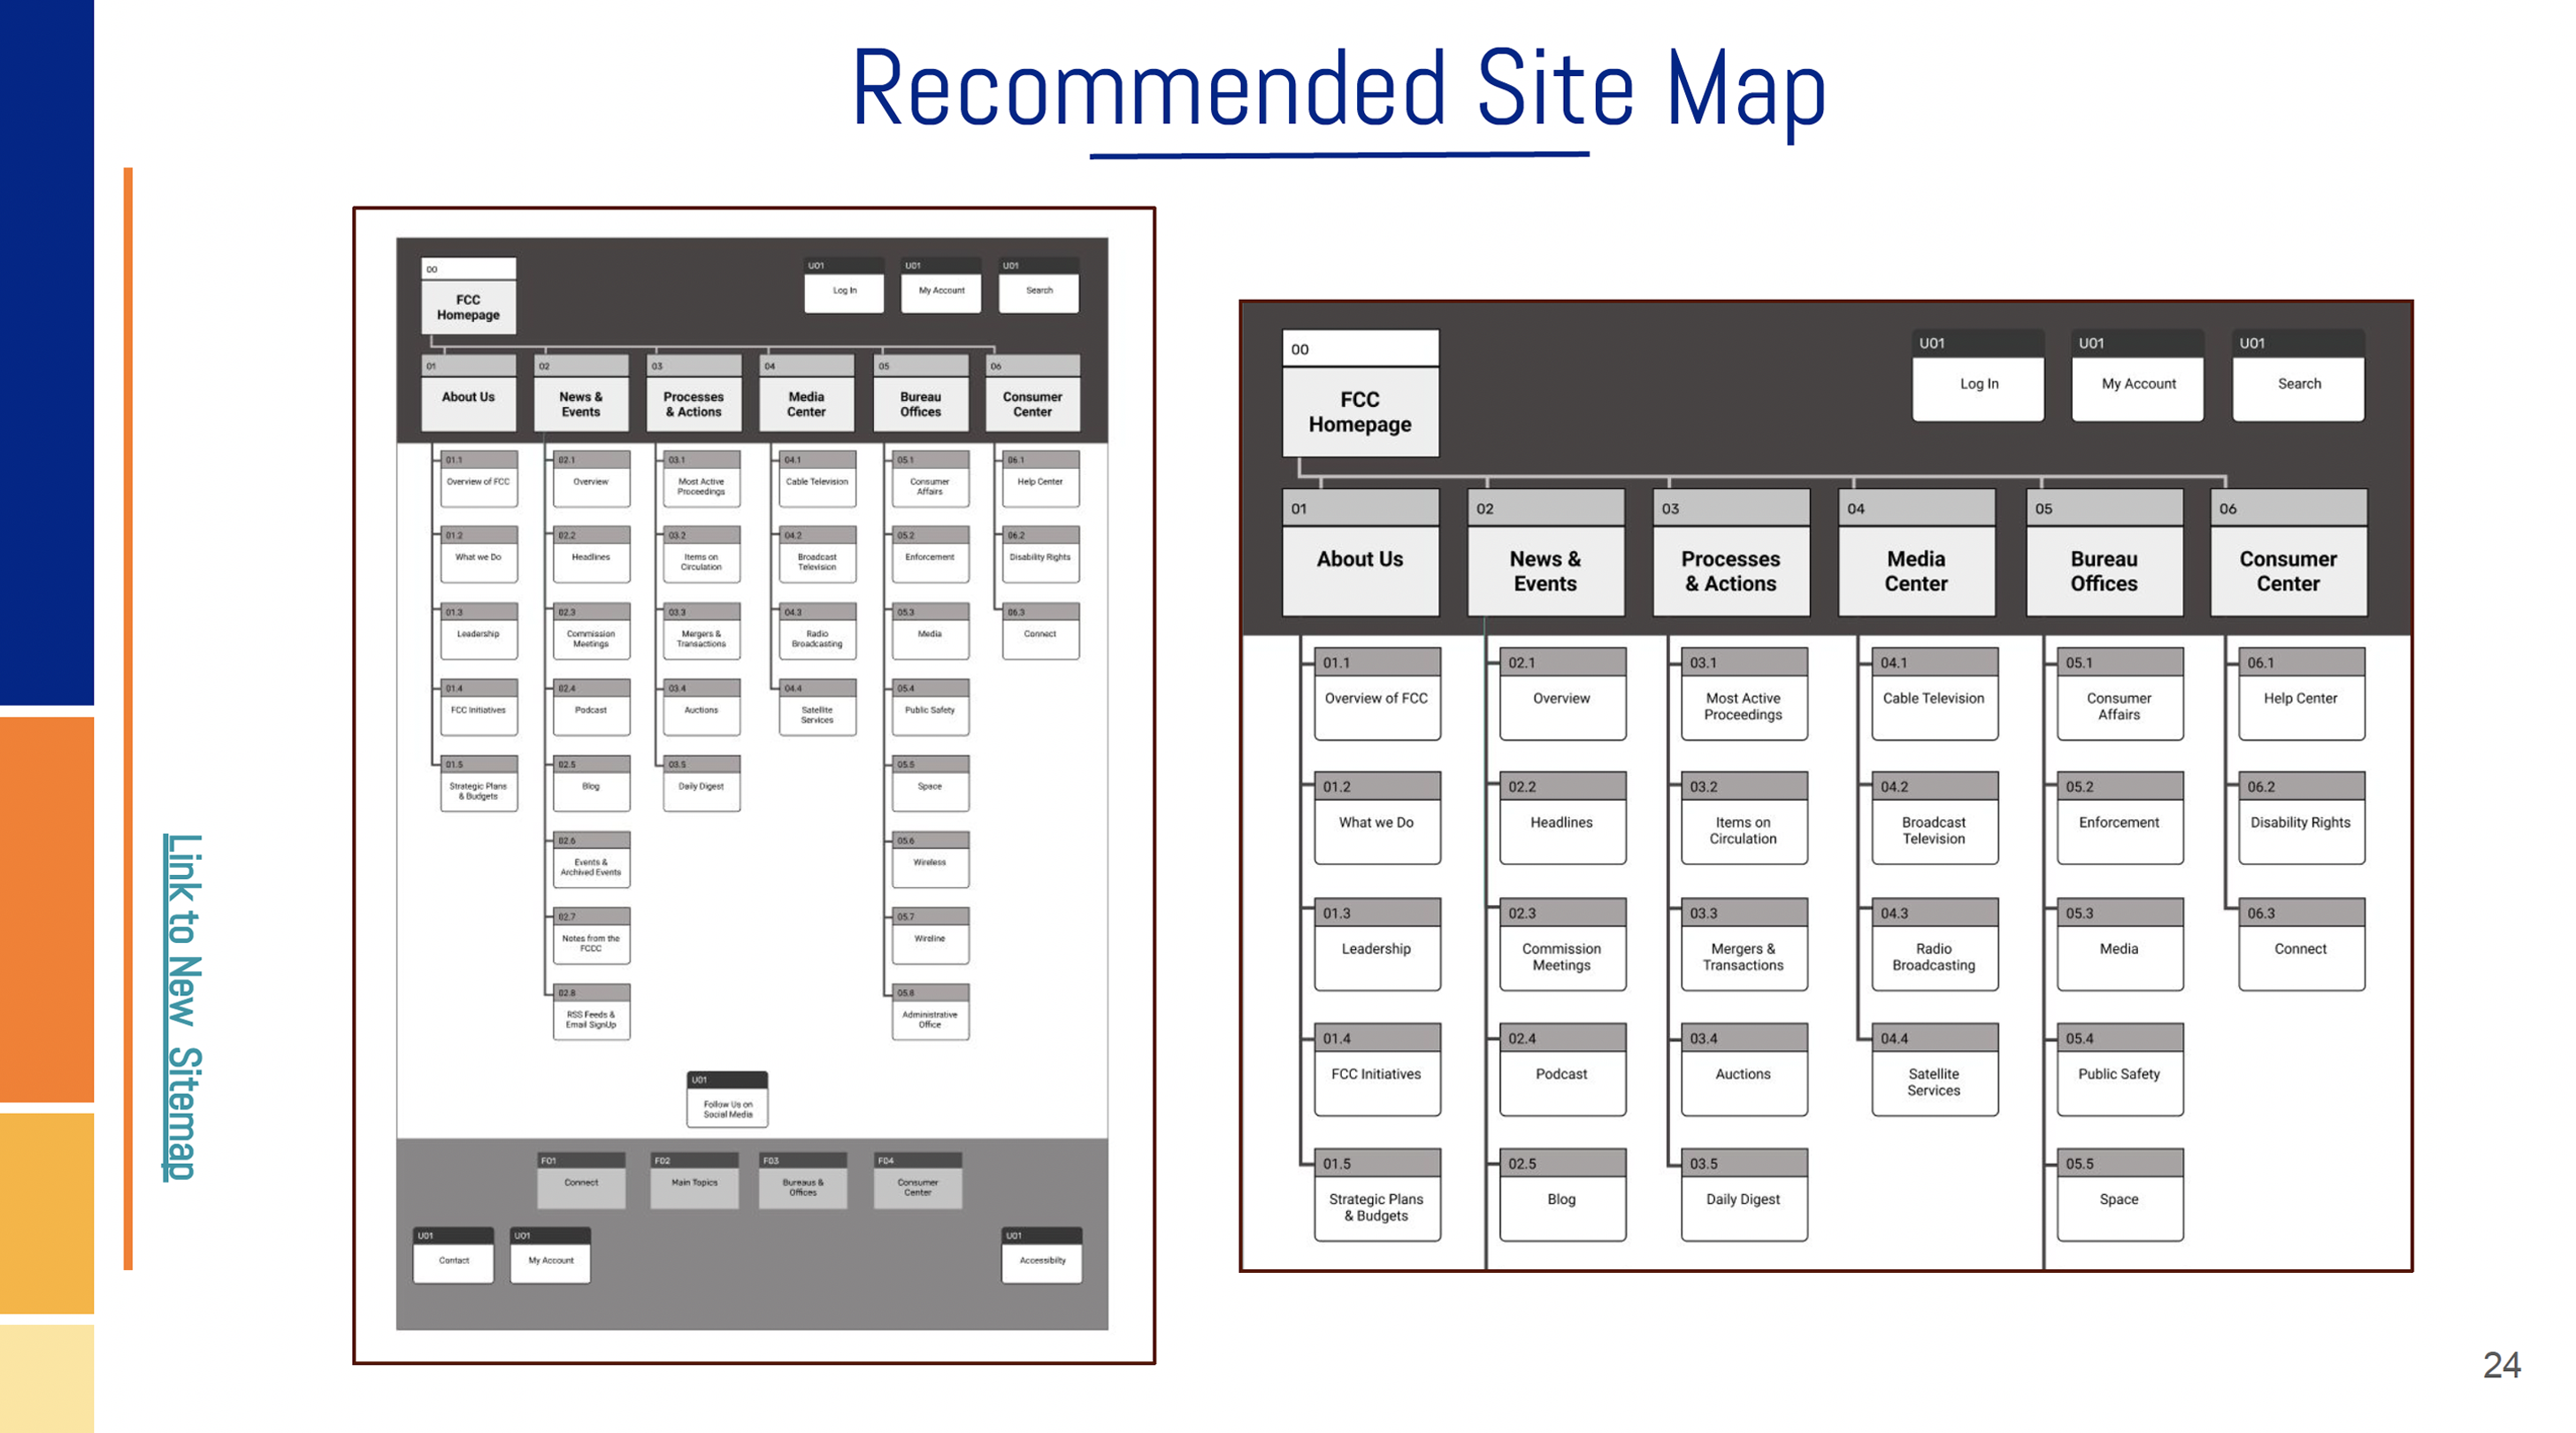 Recommended Site Map
Link to New Sitemap
00
FCC
Homepage
U01
Log In
U01
My Account
U01
Search
01
About Us
02
News &
Events
03
Processes
& Actions
04
Media
Center
05
Bureau
Offices
06
Consumer
Center
01.1
Overview of FCC
01.2
What we Do
01.3
Leadership
01.4
FCC Initiatives
01.5
Strategic Plans
& Budgets
02.1
Overview
02.2
Headlines
02.3
Commission
Meetings
02.4
Podcast
02.5
Blog
02.6
Events &
Archived Events
02.7
Notes from the
FCCC
02.8
RSS Feeds &
Email SignUp
03.1
Most Active
Proceedings
03.2
Items on
Circulation
03.3
Mergers &
Transactions
03.4
Auctions
03.5
Daily Digest
04.1
Cable Television
04.2
Broadcast
Television
04.3
Radio
Broadcasting
04.4
Satellite
Services
05.1
Consumer
Affairs
05.2
Enforcement
05.3
Media
05.4
Public Safety
05.5
Space
05.6
Wireless
05.7
Wireline
05.8
Administrative
Office
06.1
Help Center
06.2
Disability Rights
06.3
Connect
U01
Follow Us on
Social Media
F01
Connect
F02
Main Topics
F03
Bureaus &
Offices
F04
Consumer
Center
U01
Contact
U01
My Account
U01
Accessibilty
00
FCC
Homepage
U01
Log In
U01
My Account
U01
Search
01
About Us
02
News &
Events
03
Processes
& Actions
04
Media
Center
05
Bureau
Offices
06
Consumer
Center
01.1
Overview of FCC
01.2
What we Do
01.3
Leadership
01.4
FCC Initiatives
01.5
Strategic Plans
& Budgets
02.1
Overview
02.2
Headlines
02.3
Commission
Meetings
02.4
Podcast
02.5
Blog
03.1
Most Active
Proceedings
03.2
Items on
Circulation
03.3
Mergers &
Transactions
03.4
Auctions
03.5
Daily Digest
04.1
Cable Television
04.2
Broadcast
Television
04.3
Radio
Broadcasting
04.4
Satellite
Services
05.1
Consumer
Affairs
05.2
Enforcement
05.3
Media
05.4
Public Safety
05.5
Space
06.1
Help Center
06.2
Disability Rights
06.3
Connect
24